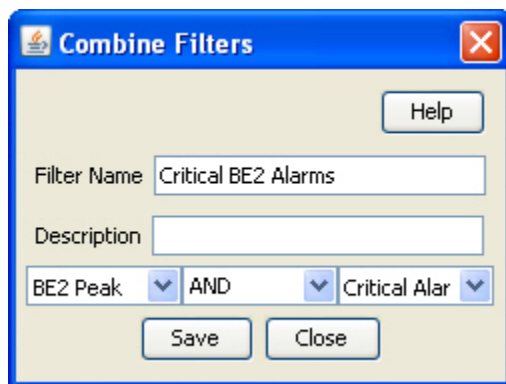 Combine Filters
Help
Filter Name Critical BE2 Alarms
Description
BE2 Peak AND Critical Alar
Save Close